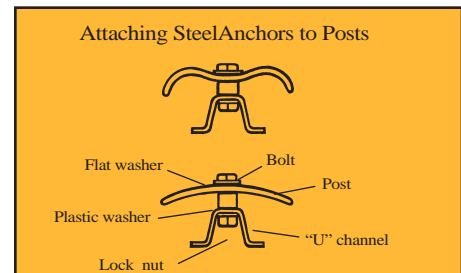 Attaching SteelAnchors to Posts
Flat washer
Bolt
Post
Plastic washer
“U” channel
Lock nut